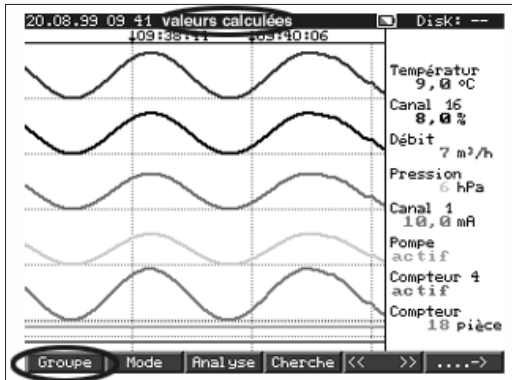 20.08.99 09 41 valeurs calculées Disk: --
↓09:38:11 ↓09:40:06
Températur
9,0 °C
Canal 16
8,0 %
Débit
7 m³/h
Pression
6 hPa
Canal 1
10,0 mA
Pompe
actif
Compteur 4
actif
Compteur
18 pièce
Groupe Mode Analyse Cherche << >> ....->